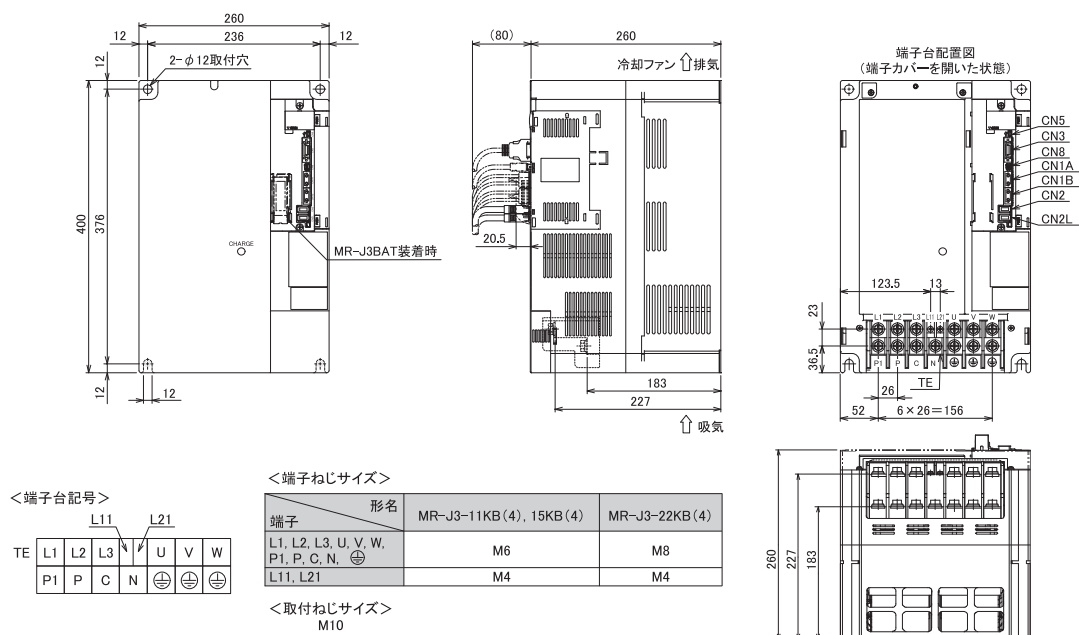 260
12
236
12
12
2-φ12取付穴
400
376
CHARGE
MR-J3BAT装着時
12
12
(80)
260
冷却ファン 排気
20.5
183
227
吸気
端子台配置図
(端子カバーを開いた状態)
CN5
CN3
CN8
CN1A
CN1B
CN2
CN2L
123.5
13
23
L1 L2 L3 L11 L21 U V W
36.5
P1 P C N
TE
26
52
6×26=156
<端子台記号>
L11 L21
TE L1 L2 L3 U V W
P1 P C N
<端子ねじサイズ>
形名
端子
MR-J3-11KB(4), 15KB(4)
MR-J3-22KB(4)
L1, L2, L3, U, V, W,
P1, P, C, N,
M6
M8
L11, L21
M4
M4
<取付ねじサイズ>
M10
260
227
183